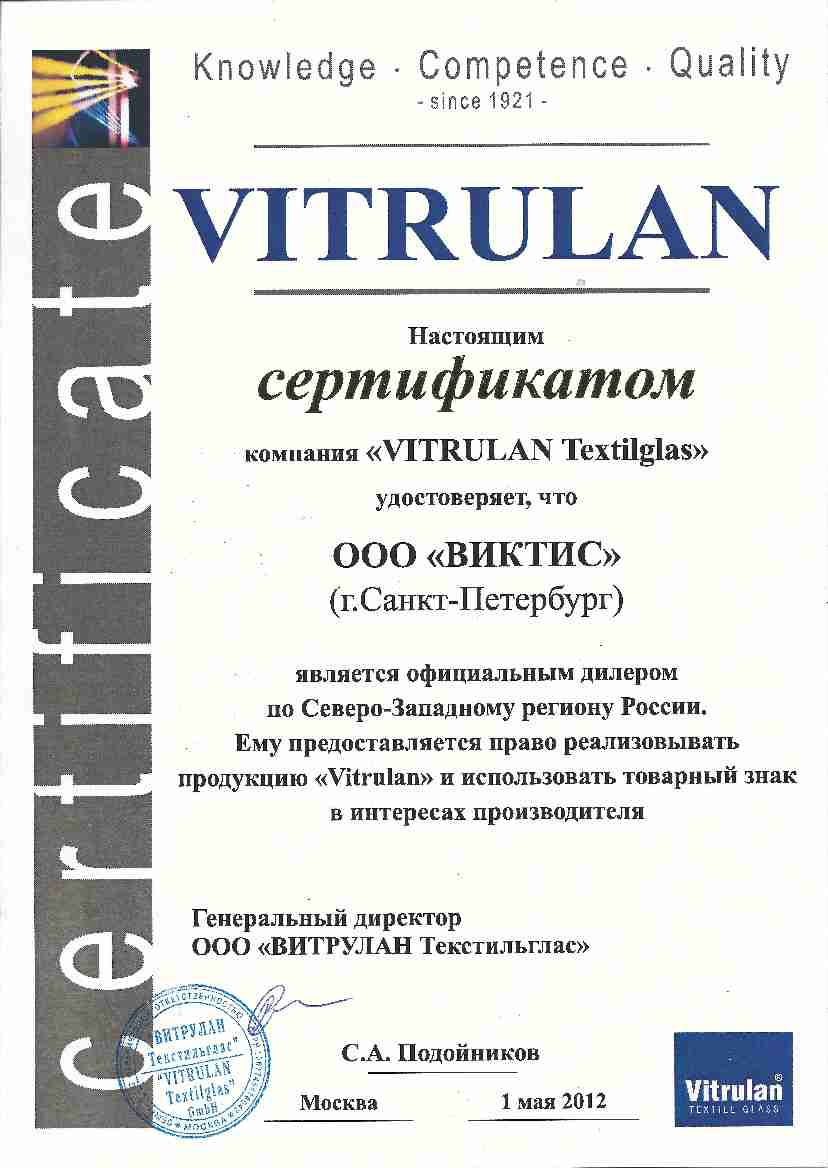 Knowledge · Competence · Quality
- since 1921 -
VITRULAN
certificate
Настоящим
сертификатом
компания «VITRULAN Textilglas»
удостоверяет, что
ООО «ВИКТИС»
(г.Санкт-Петербург)
является официальным дилером
по Северо-Западному региону России.
Ему предоставляется право реализовывать
продукцию «Vitrulan» и использовать товарный знак
в интересах производителя
Генеральный директор
ООО «ВИТРУЛАН Текстильглас»
"ВИТРУЛАН
Текстильглас"
"VITRULAN
Textilglas"
GmbH
МОСКВА
С.А. Подойников
Москва 1 мая 2012
Vitrulan®
TEXTILE GLASS